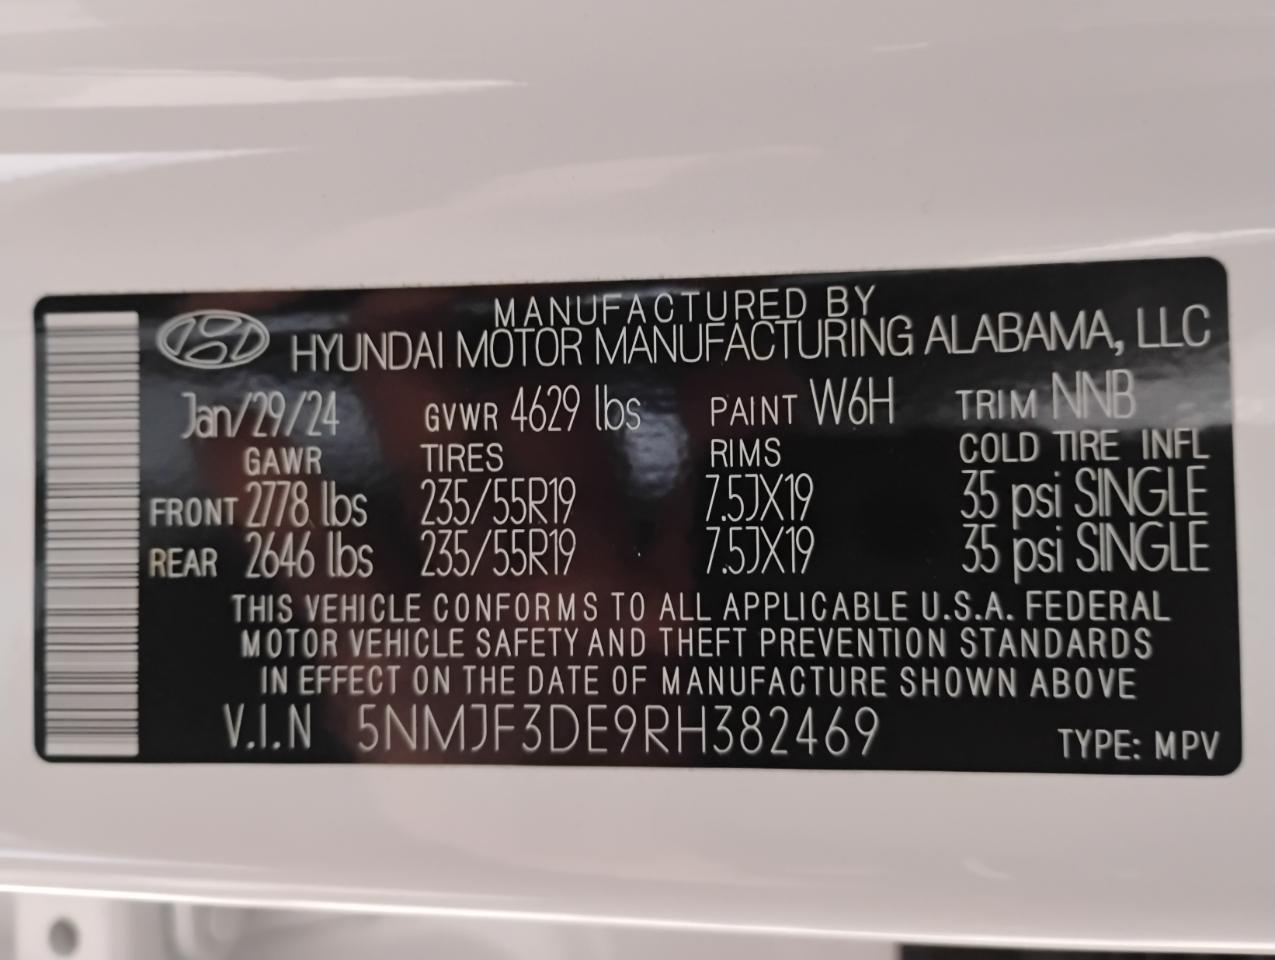 MANUFACTURED BY
HYUNDAI MOTOR MANUFACTURING ALABAMA, LLC
Jan/29/24 GVWR 4629 lbs PAINT W6H TRIM NNB
GAWR TIRES RIMS COLD TIRE INFL
FRONT 2778 lbs 235/55R19 7.5JX19 35 psi SINGLE
REAR 2646 lbs 235/55R19 7.5JX19 35 psi SINGLE
THIS VEHICLE CONFORMS TO ALL APPLICABLE U.S.A. FEDERAL
MOTOR VEHICLE SAFETY AND THEFT PREVENTION STANDARDS
IN EFFECT ON THE DATE OF MANUFACTURE SHOWN ABOVE
V.I.N 5NMJF3DE9RH382469 TYPE: MPV